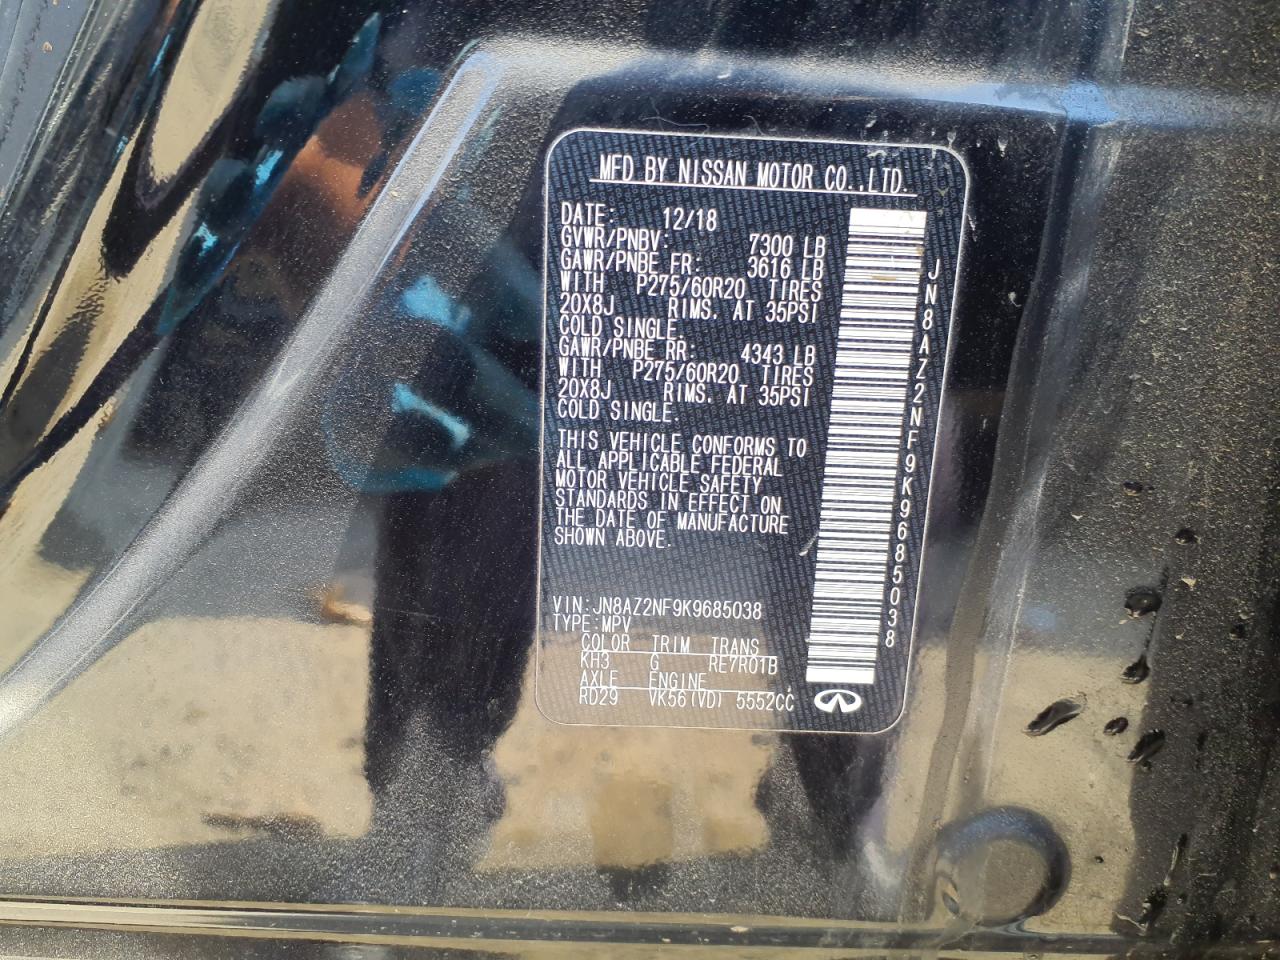 MFD BY NISSAN MOTOR CO.,LTD.
DATE: 12/18
GVWR/PNBV: 7300 LB
GAWR/PNBE FR: 3616 LB
WITH P275/60R20 TIRES
20X8J RIMS. AT 35PSI
COLD SINGLE.
GAWR/PNBE RR: 4343 LB
WITH P275/60R20 TIRES
20X8J RIMS. AT 35PSI
COLD SINGLE.
THIS VEHICLE CONFORMS TO
ALL APPLICABLE FEDERAL
MOTOR VEHICLE SAFETY
STANDARDS IN EFFECT ON
THE DATE OF MANUFACTURE
SHOWN ABOVE.
VIN:JN8AZ2NF9K9685038
TYPE:MPV
COLOR TRIM TRANS
KH3 G RE7R01B
AXLE ENGINE
RD29 VK56(VD) 5552CC
JN8AZ2NF9K9685038